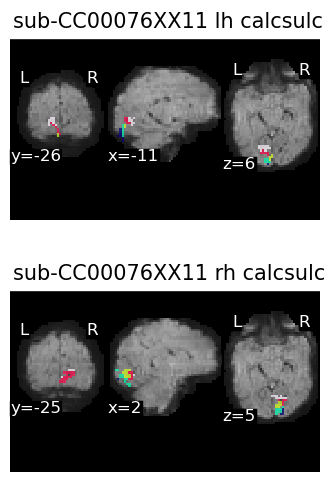 sub-CC00076XX11 lh calcsulc
L R L R
y=-26 x=-11 z=6
sub-CC00076XX11 rh calcsulc
L R L R
y=-25 x=2 z=5